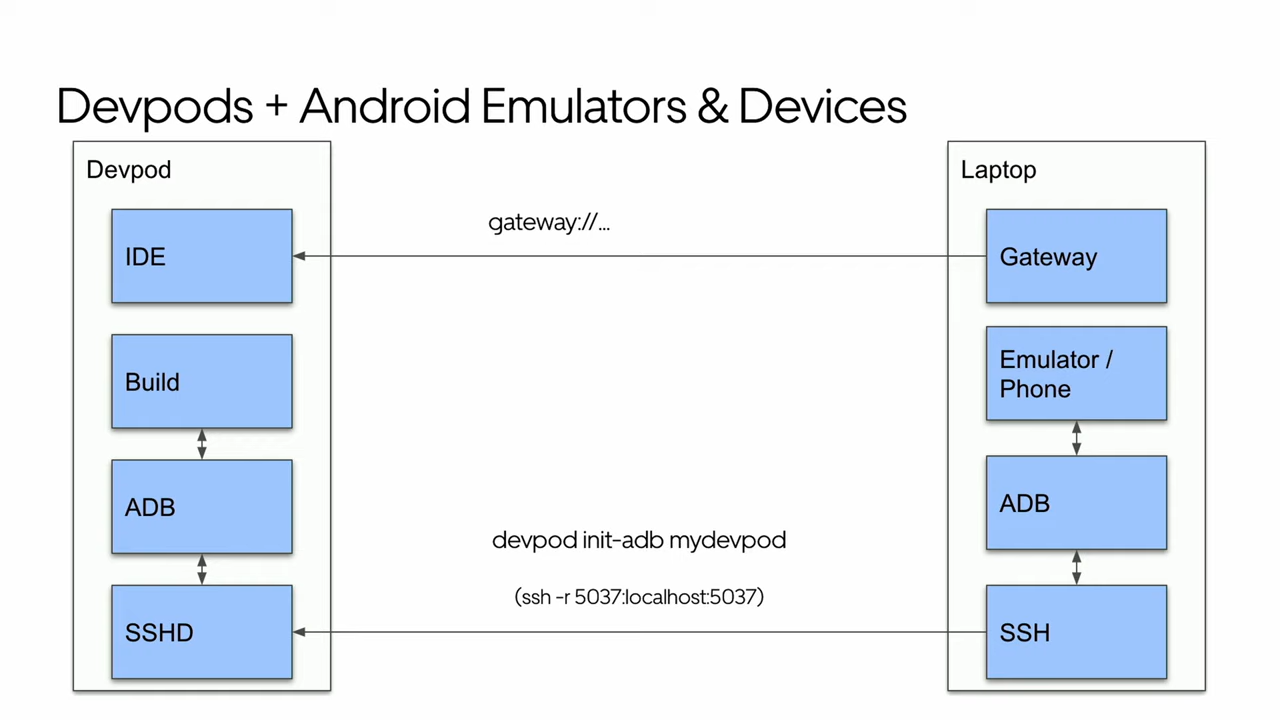 Devpods + Android Emulators & Devices
Devpod
IDE
Build
ADB
SSHD
gateway://...
devpod init-adb mydevpod
(ssh -r 5037:localhost:5037)
Laptop
Gateway
Emulator /
Phone
ADB
SSH